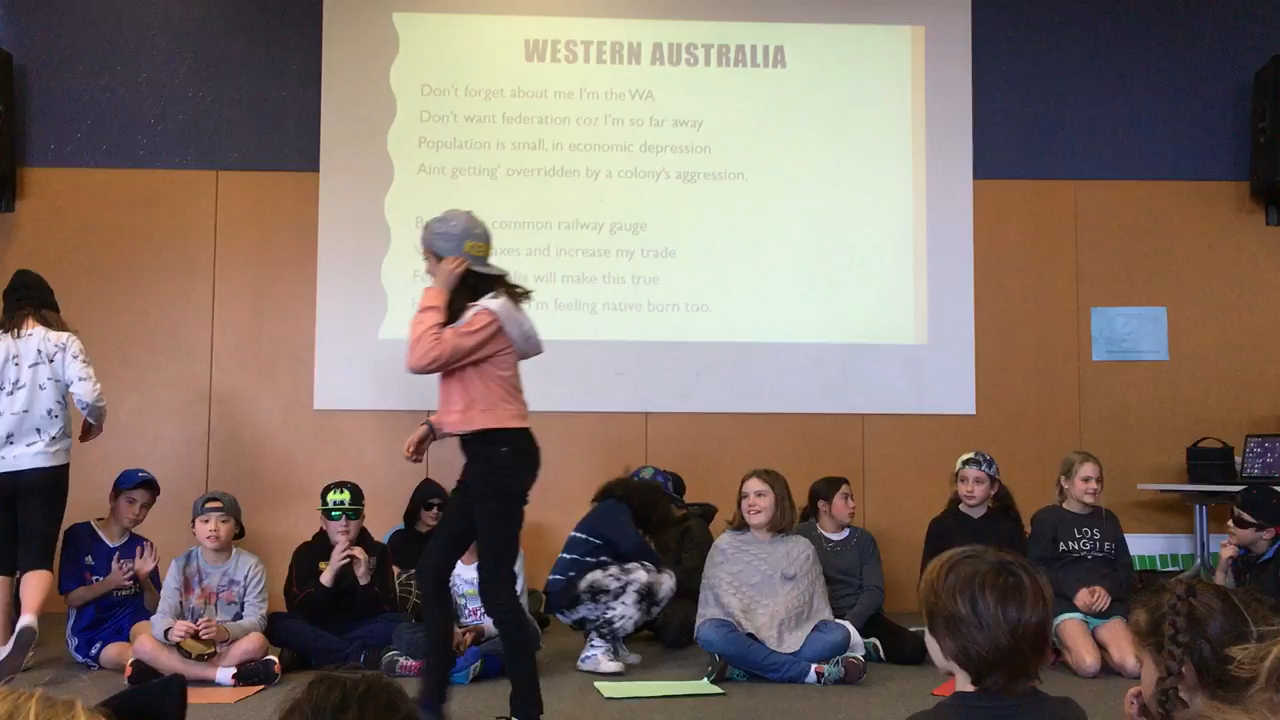 WESTERN AUSTRALIA
Don't forget about me I'm the WA
Don't want federation coz I'm so far away
Population is small, in economic depression
Aint getting' overridden by a colony's aggression.
common railway gauge
axes and increase my trade
will make this true
I'm feeling native born too.
LOS
ANGELES